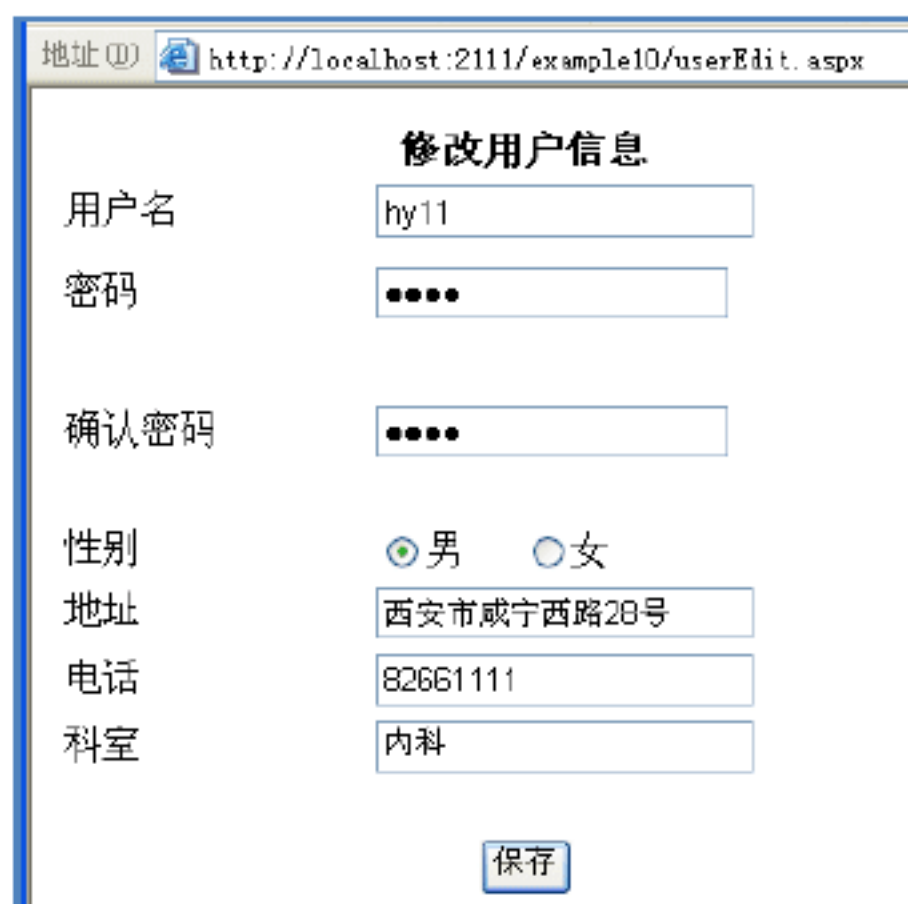 地址(D) http://localhost:2111/example10/userEdit.aspx
修改用户信息
用户名 hy11
密码 ●●●●
确认密码 ●●●●
性别 男 女
地址 西安市咸宁西路28号
电话 82661111
科室 内科
保存